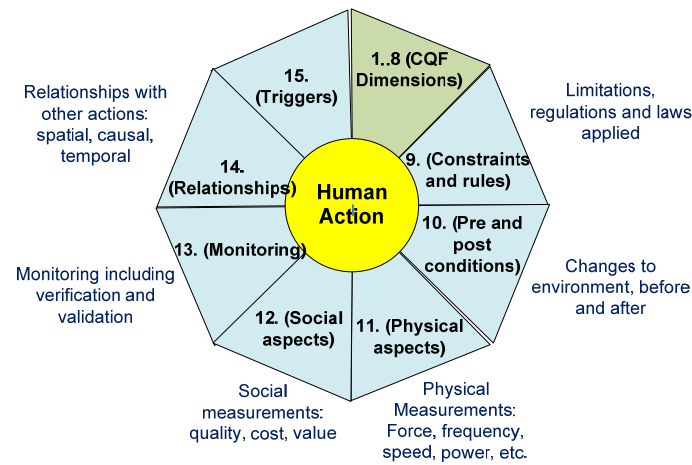 1..8 (CQF
Dimensions)
15.
(Triggers)
Relationships with
other actions:
spatial, causal,
temporal
Limitations,
regulations and laws
applied
9. (Constraints
and rules)
14.
(Relationships)
Human
Action
10. (Pre and
post
conditions)
13. (Monitoring)
Monitoring including
verification and
validation
Changes to
environment, before
and after
12. (Social
aspects)
11. (Physical
aspects)
Social
measurements:
quality, cost, value
Physical
Measurements:
Force, frequency,
speed, power, etc.